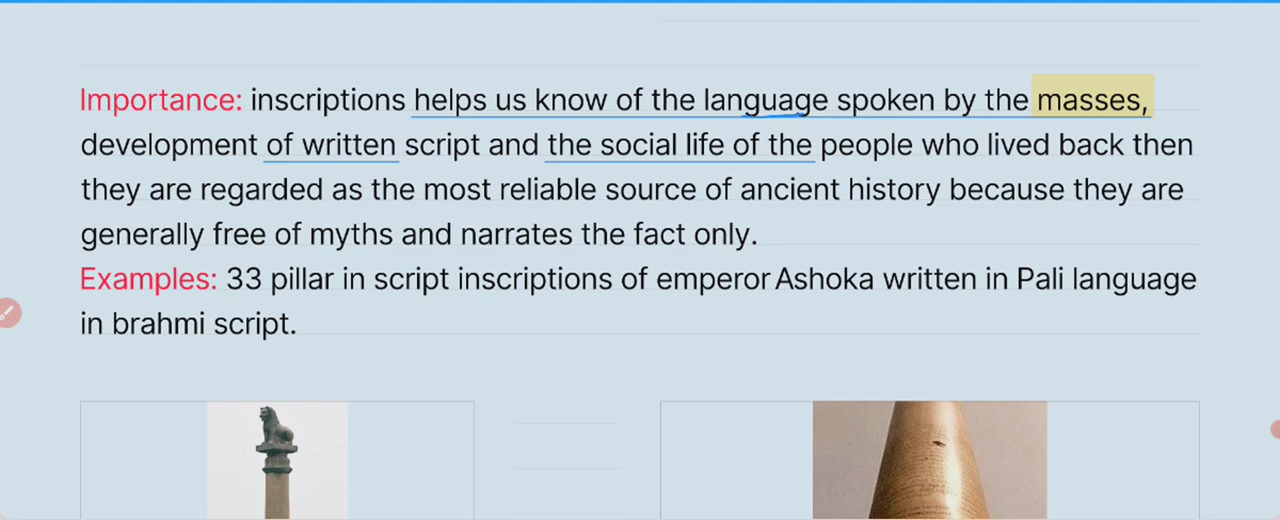 Importance: inscriptions helps us know of the language spoken by the masses,
development of written script and the social life of the people who lived back then
they are regarded as the most reliable source of ancient history because they are
generally free of myths and narrates the fact only.
Examples: 33 pillar in script inscriptions of emperor Ashoka written in Pali language
in brahmi script.